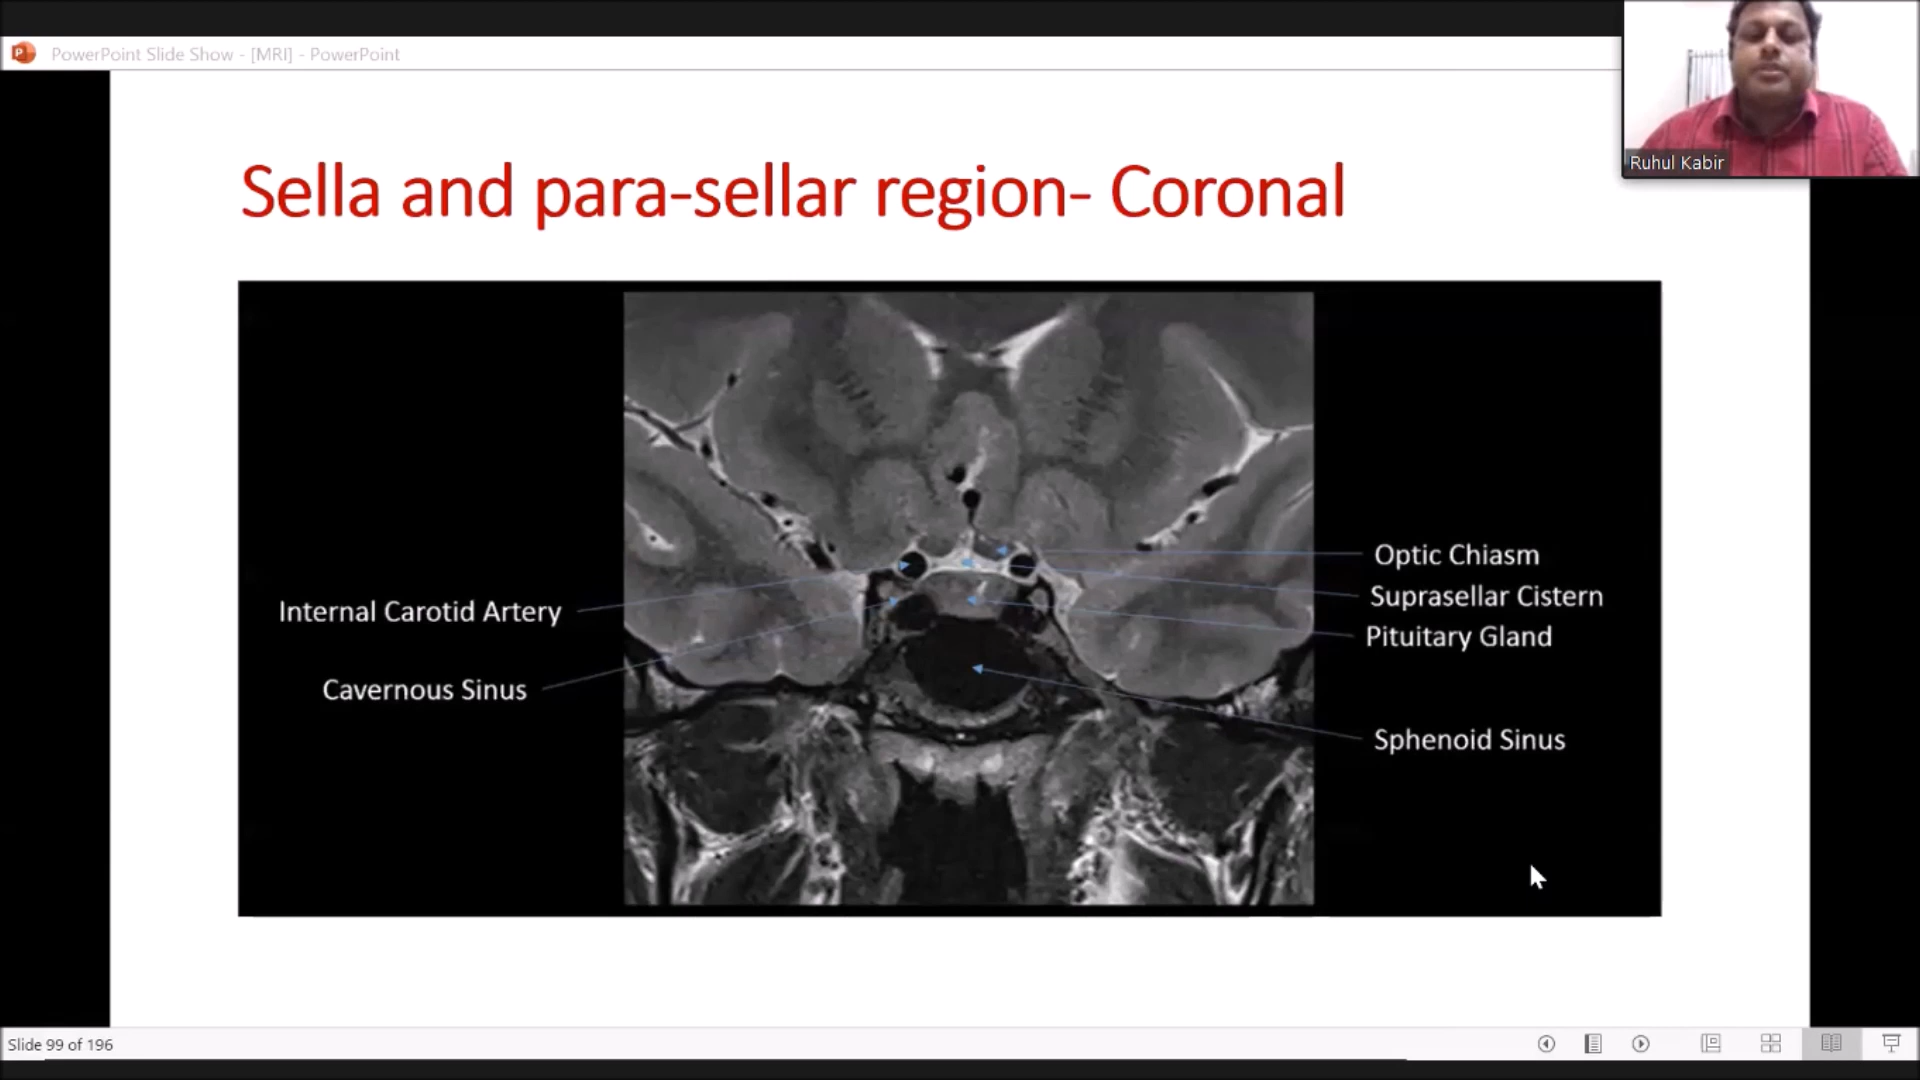 PowerPoint Slide Show - [MRI] - PowerPoint
Ruhul Kabir
Sella and para-sellar region- Coronal
Optic Chiasm
Suprasellar Cistern
Internal Carotid Artery
Pituitary Gland
Cavernous Sinus
Sphenoid Sinus
Slide 99 of 196